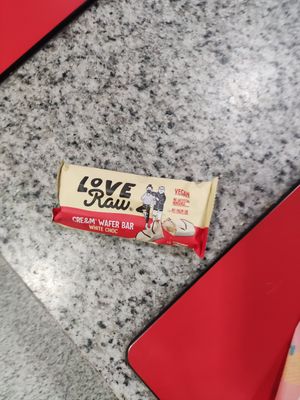 LOVE
Raw.
CRE&M' WAFER BAR
WHITE CHOC
VEGAN